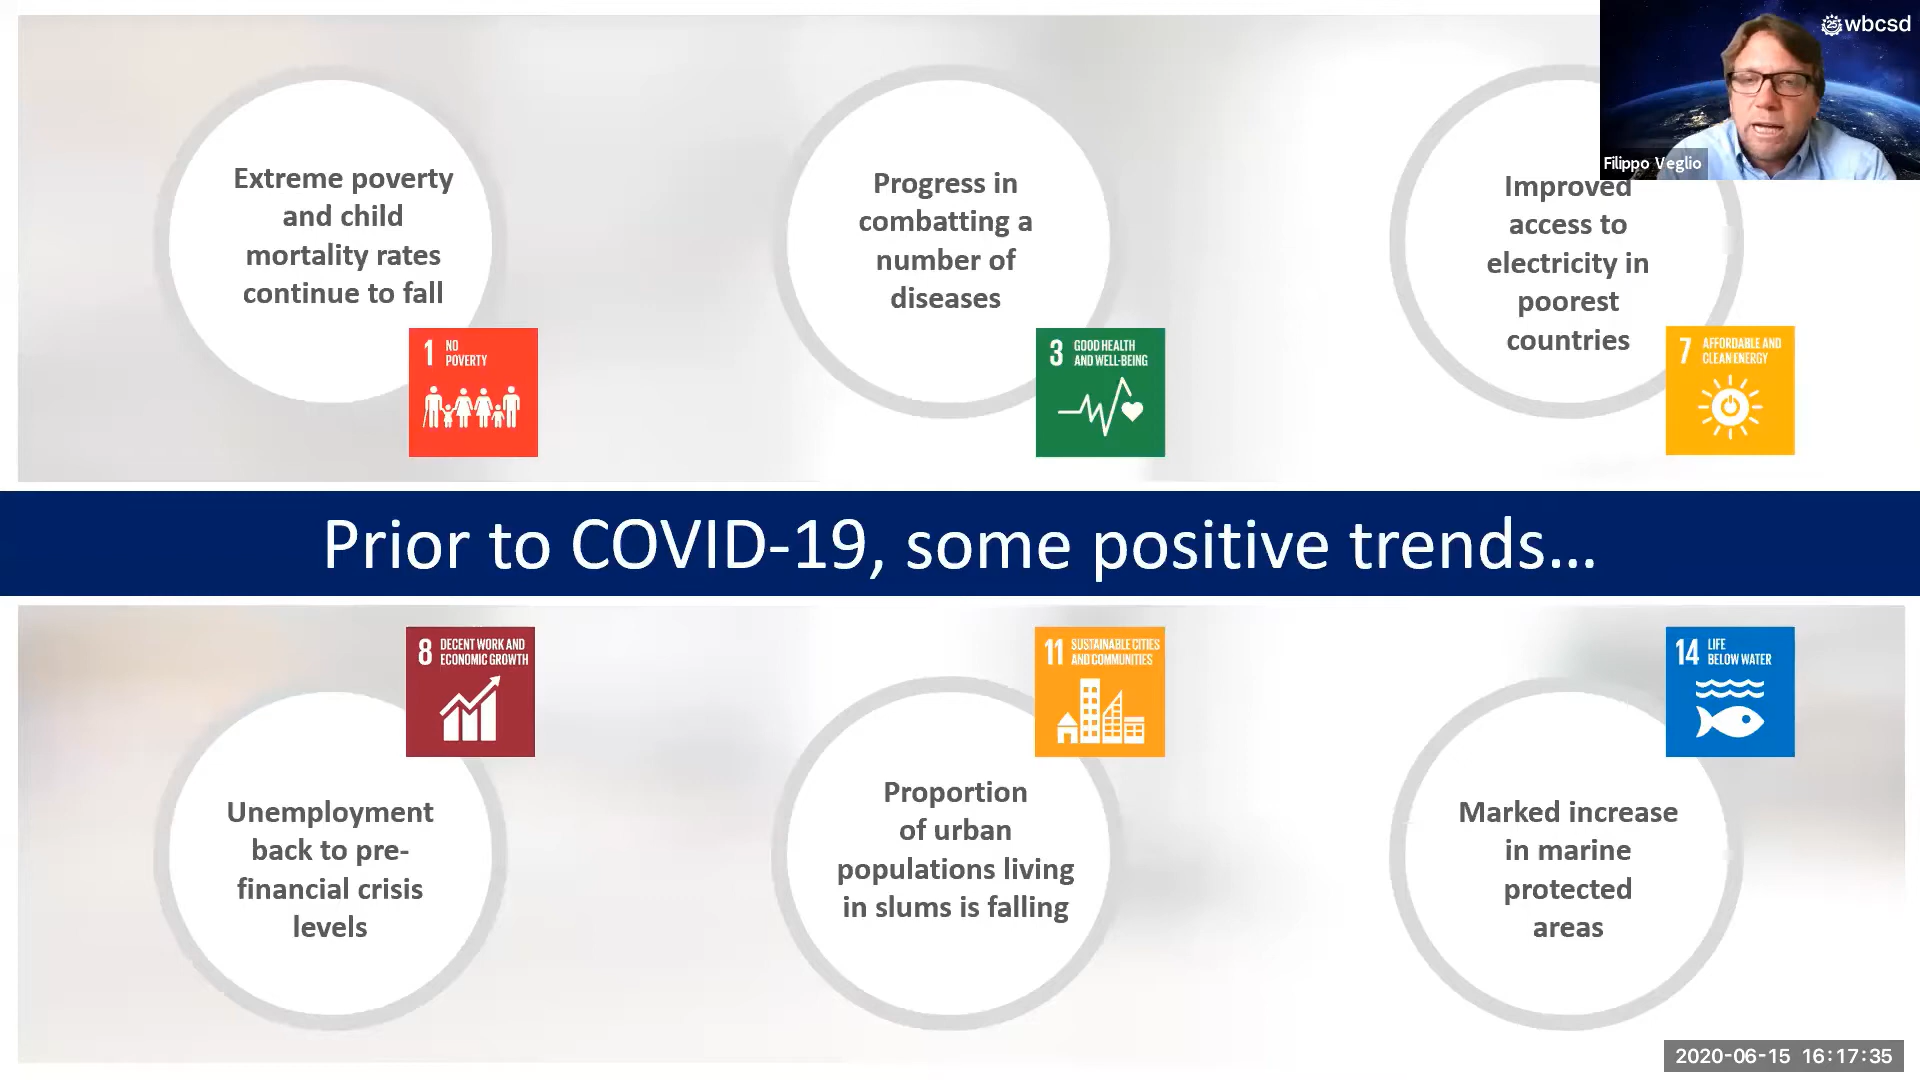 wbcsd
Filippo Veglio
Extreme poverty
and child
mortality rates
continue to fall
1 NO
POVERTY
Progress in
combatting a
number of
diseases
3 GOOD HEALTH
AND WELL-BEING
Improved
access to
electricity in
poorest
countries
7 AFFORDABLE AND
CLEAN ENERGY
Prior to COVID-19, some positive trends...
8 DECENT WORK AND
ECONOMIC GROWTH
Unemployment
back to pre-
financial crisis
levels
11 SUSTAINABLE CITIES
AND COMMUNITIES
Proportion
of urban
populations living
in slums is falling
14 LIFE
BELOW WATER
Marked increase
in marine
protected
areas
2020-06-15 16:17:35